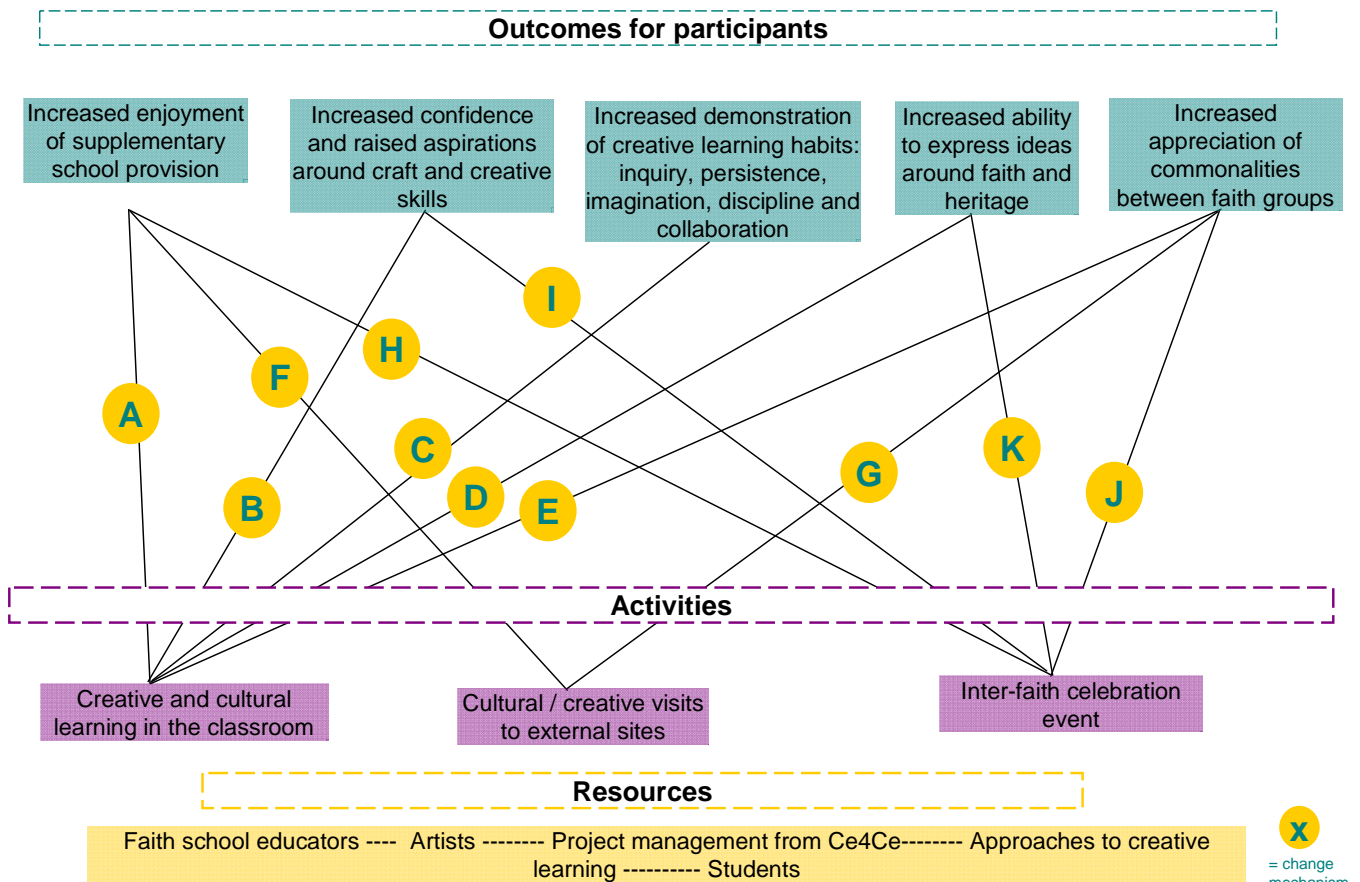 Outcomes for participants
Increased enjoyment
of supplementary
school provision
Increased confidence
and raised aspirations
around craft and creative
skills
Increased demonstration
of creative learning habits:
inquiry, persistence,
imagination, discipline and
collaboration
Increased ability
to express ideas
around faith and
heritage
Increased
appreciation of
commonalities
between faith groups
I
H
F
A
C
K
G
D
J
B
E
Activities
Creative and cultural
learning in the classroom
Cultural / creative visits
to external sites
Inter-faith celebration
event
Resources
Faith school educators ---- Artists -------- Project management from Ce4Ce-------- Approaches to creative
learning ---------- Students
x
= change
mechanism